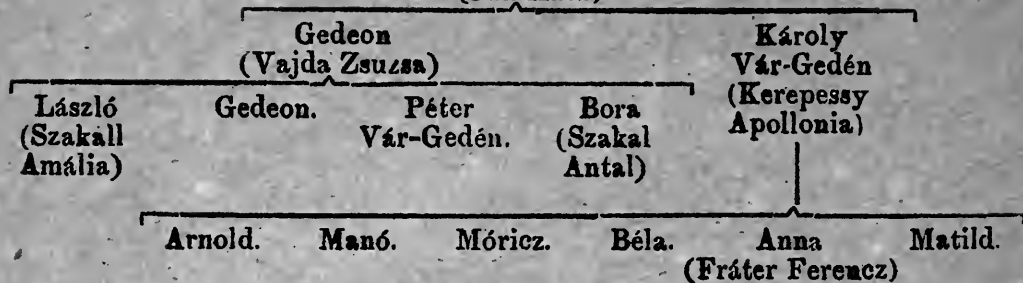 Gedeon Károly
(Vajda Zsuzsa) Vár-Gedén
László Gedeon. Péter Bora (Kerepessy
(Szakáll Vár-Gedén. (Szakal Apollonia)
Amália) Antal)
Arnold. Manó. Móricz. Béla. Anna Matild.
(Fráter Ferencz)